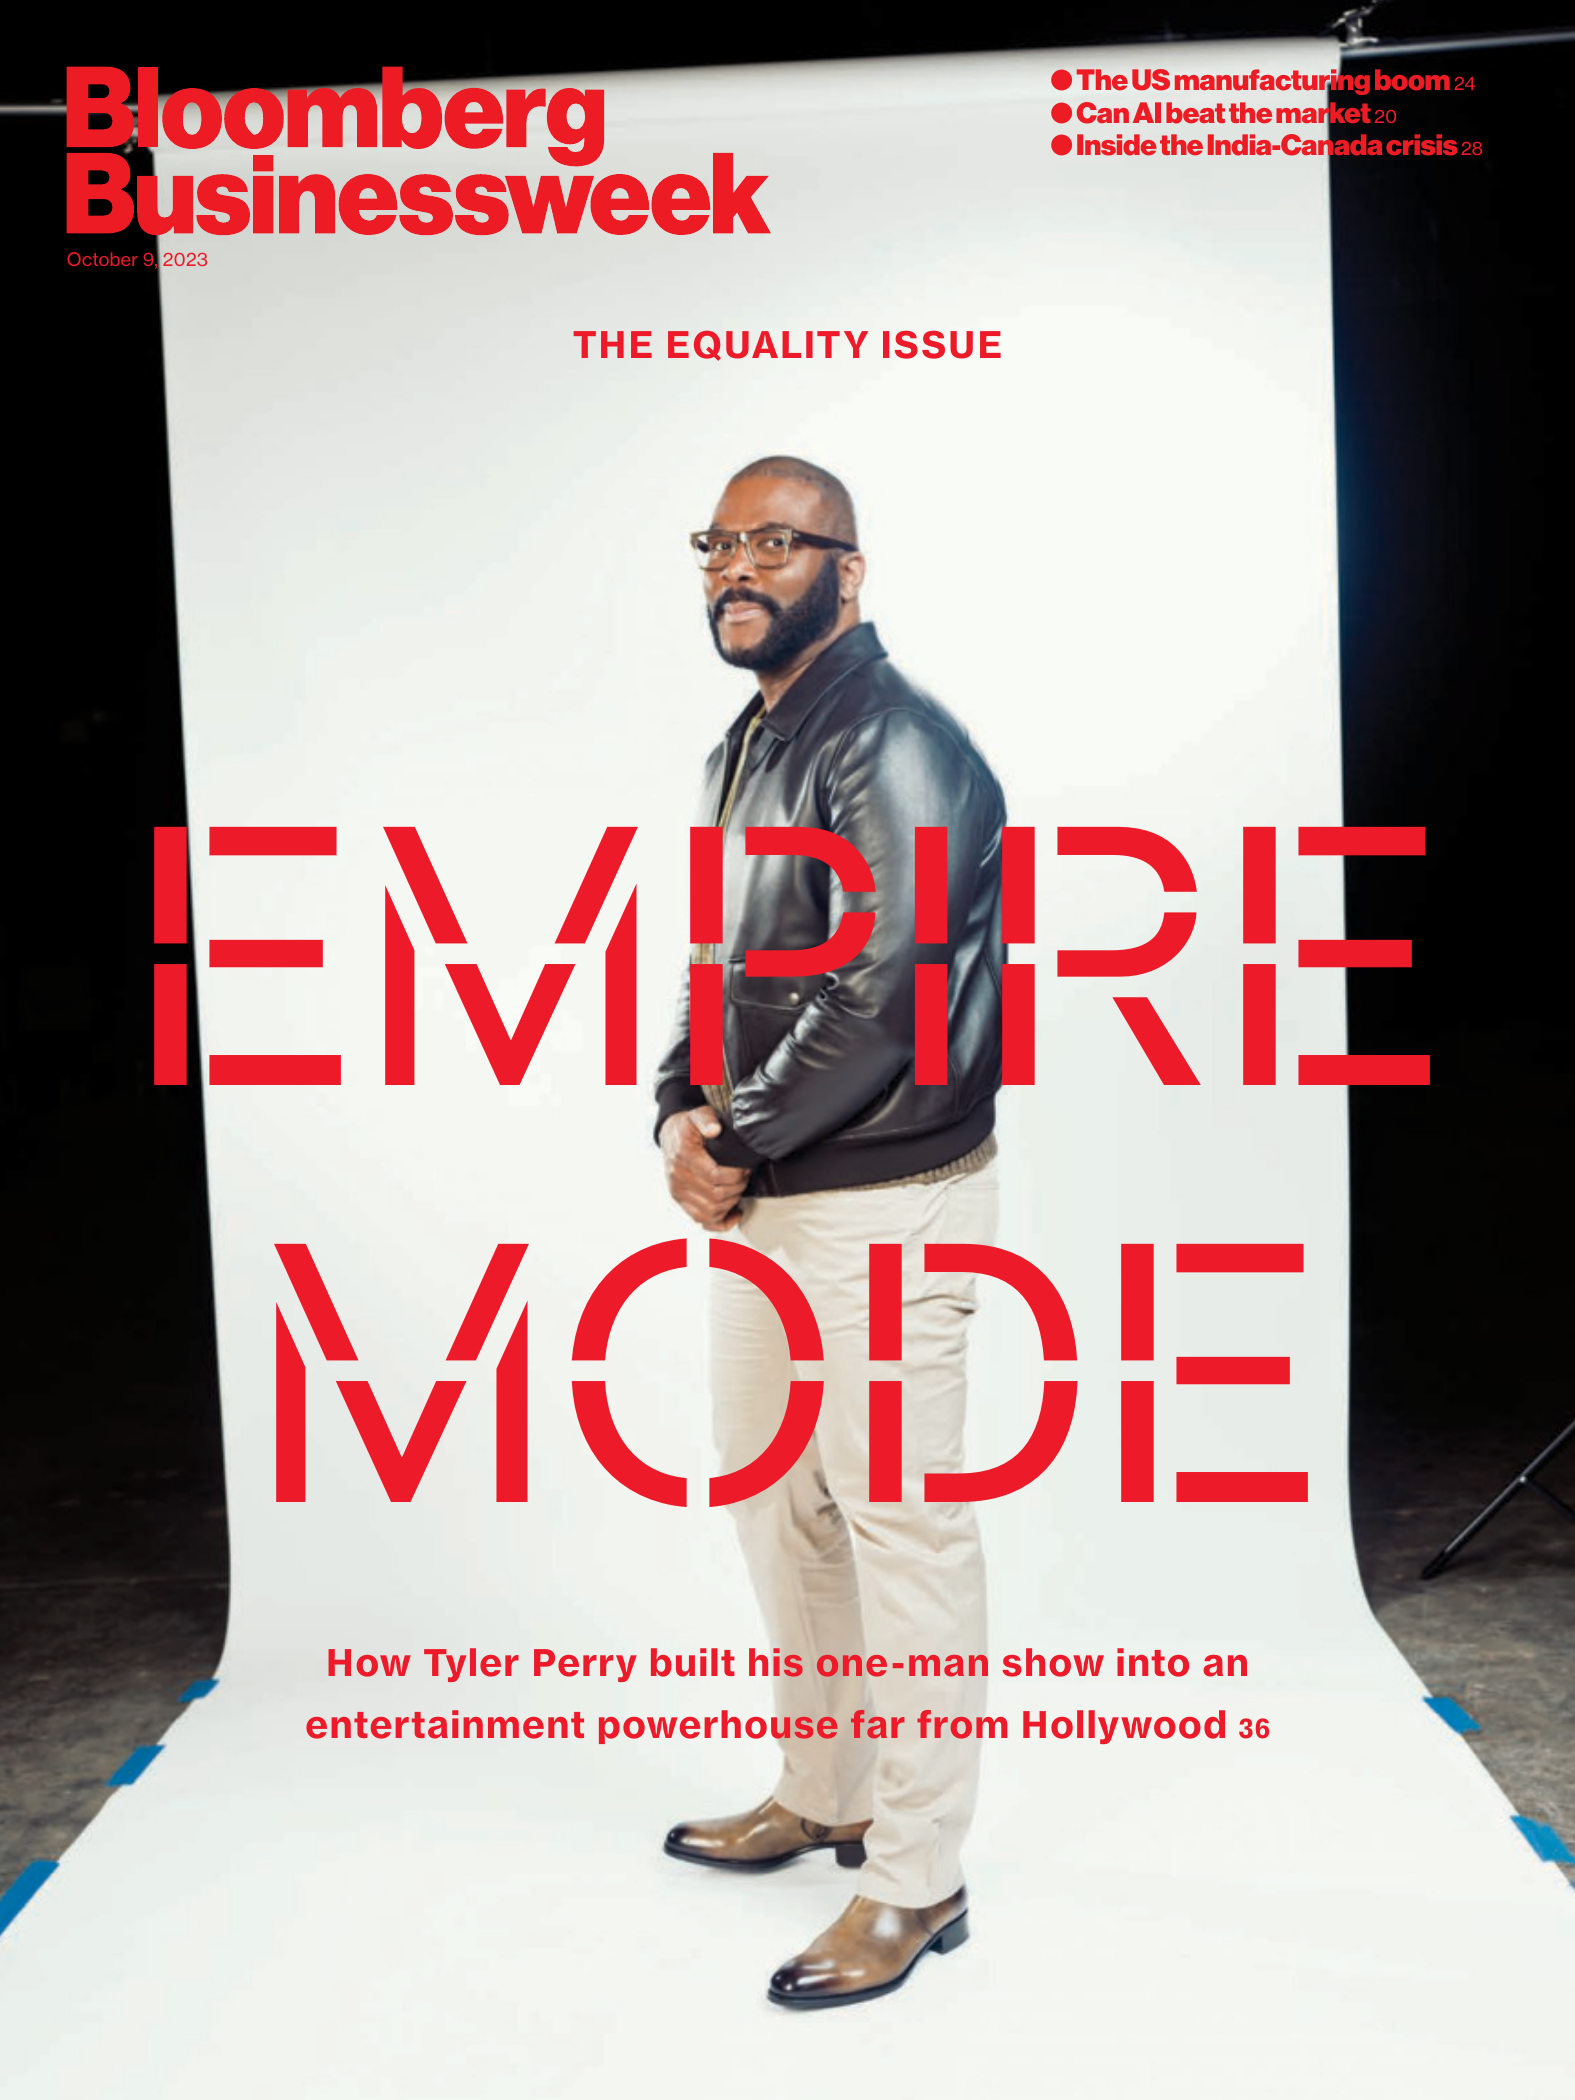 Bloomberg
Businessweek
October 9, 2023
● The US manufacturing boom 24
● Can AI beat the market 20
● Inside the India-Canada crisis 28
THE EQUALITY ISSUE
EMPIRE
MODE
How Tyler Perry built his one-man show into an
entertainment powerhouse far from Hollywood 36